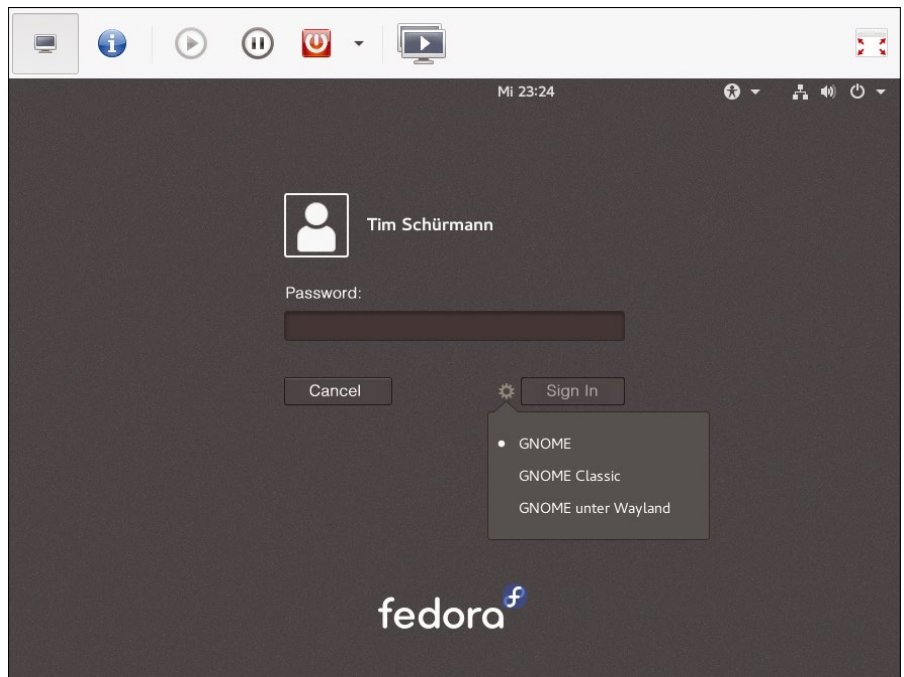 Mi 23:24
Tim Schürmann
Password:
Cancel
Sign In
GNOME
GNOME Classic
GNOME unter Wayland
fedora